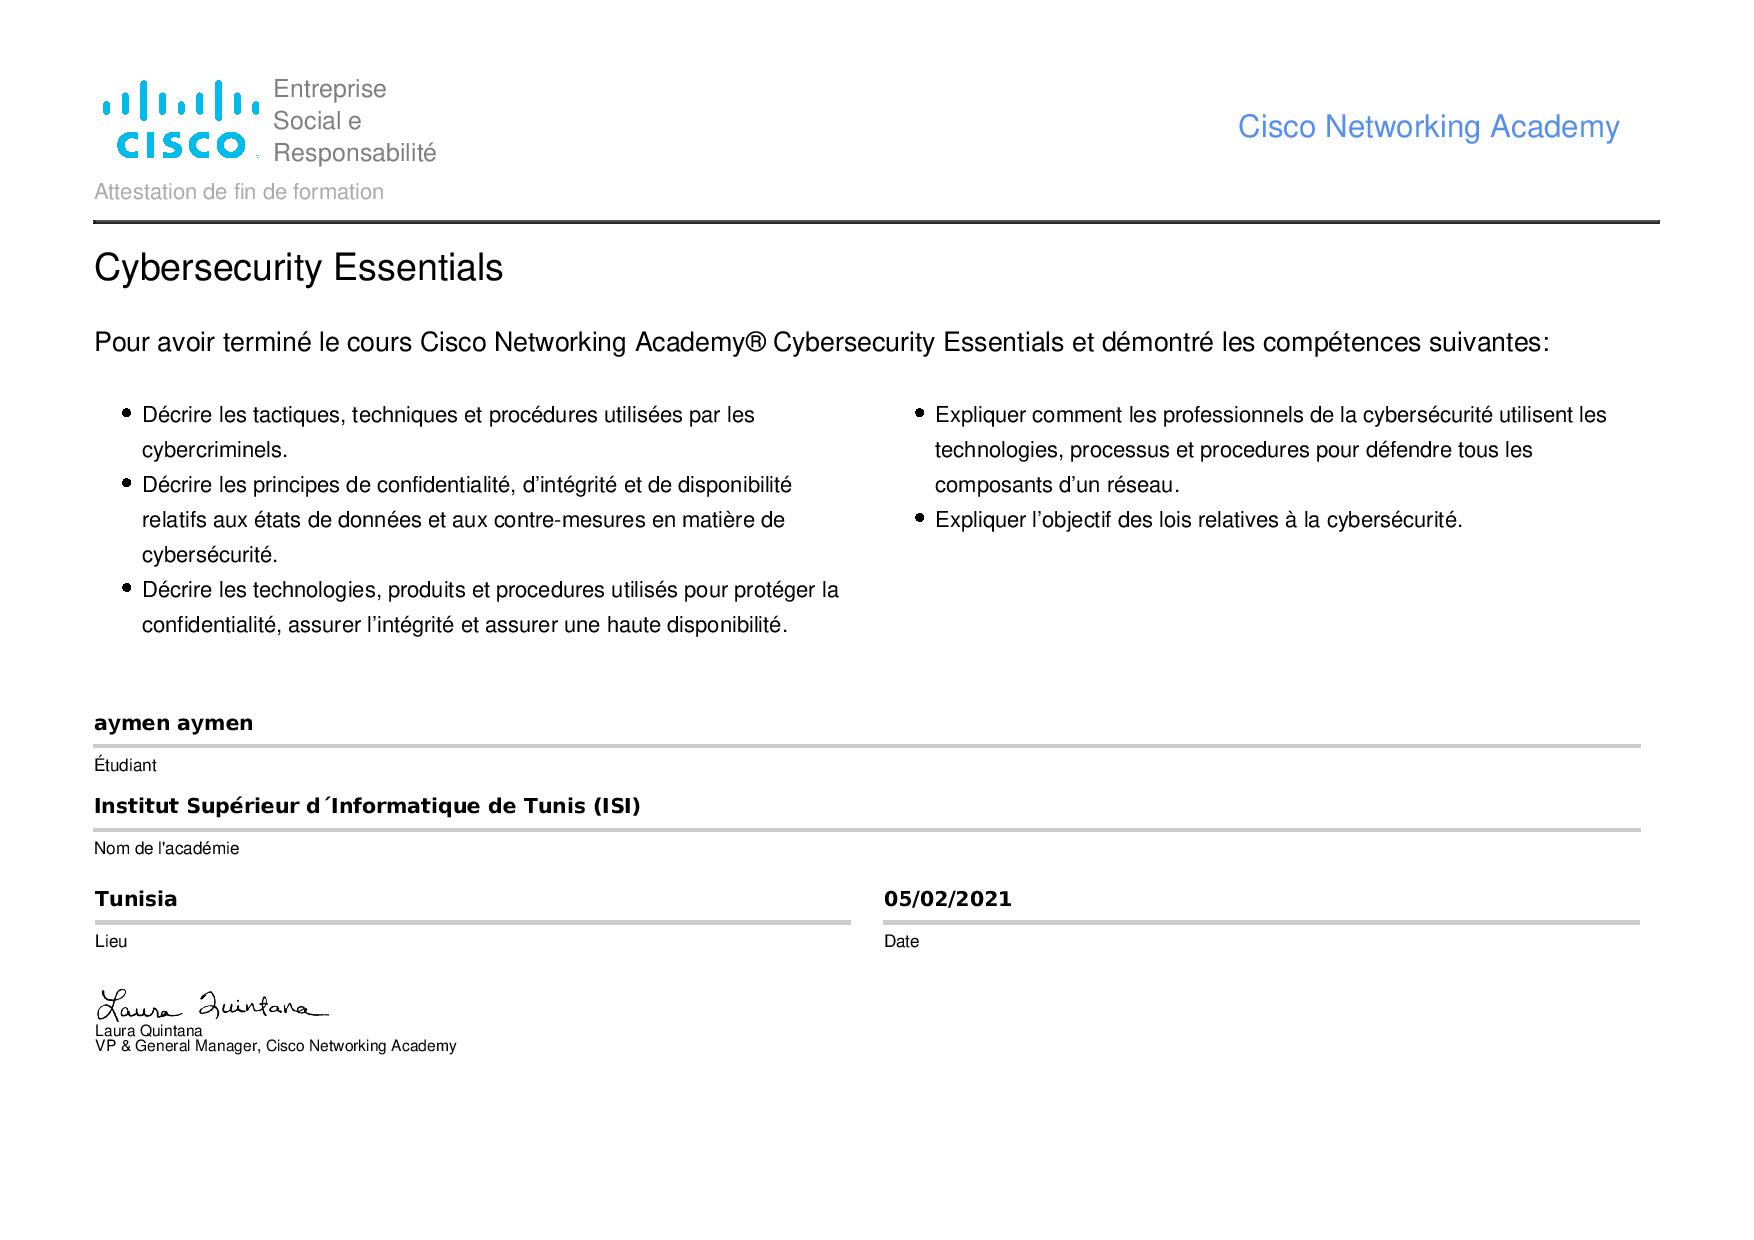 CISCO
Entreprise
Social e
Responsabilité
Cisco Networking Academy
Attestation de fin de formation
Cybersecurity Essentials
Pour avoir terminé le cours Cisco Networking Academy® Cybersecurity Essentials et démontré les compétences suivantes:
• Décrire les tactiques, techniques et procédures utilisées par les
cybercriminels.
• Décrire les principes de confidentialité, d’intégrité et de disponibilité
relatifs aux états de données et aux contre-mesures en matière de
cybersécurité.
• Décrire les technologies, produits et procedures utilisés pour protéger la
confidentialité, assurer l’intégrité et assurer une haute disponibilité.
• Expliquer comment les professionnels de la cybersécurité utilisent les
technologies, processus et procedures pour défendre tous les
composants d’un réseau.
• Expliquer l’objectif des lois relatives à la cybersécurité.
aymen aymen
Étudiant
Institut Supérieur d´Informatique de Tunis (ISI)
Nom de l'académie
Tunisia
Lieu
05/02/2021
Date
Laura Quintana
Laura Quintana
VP & General Manager, Cisco Networking Academy